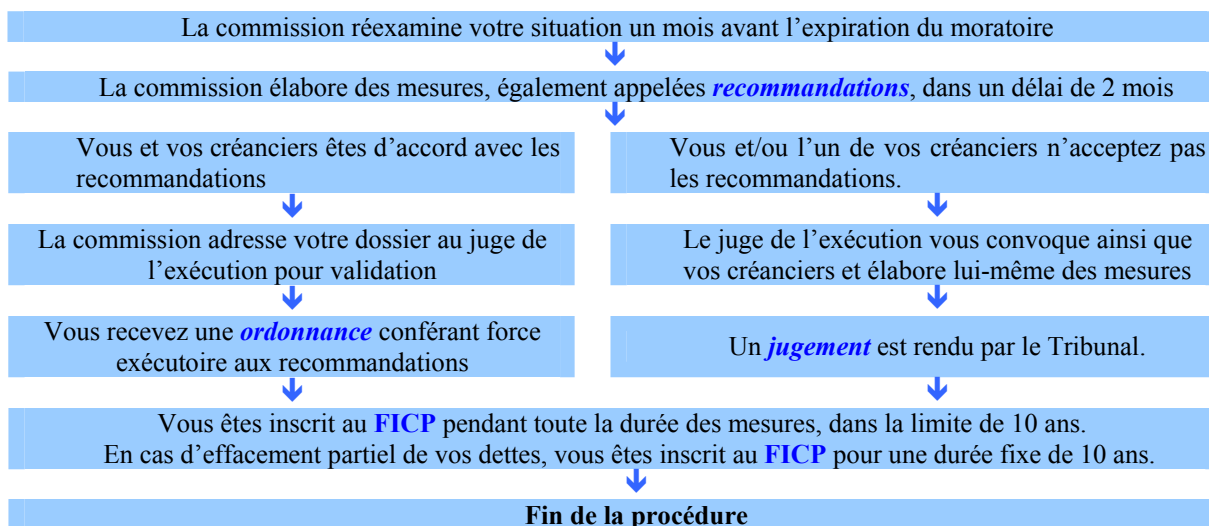 La commission réexamine votre situation un mois avant l’expiration du moratoire
La commission élabore des mesures, également appelées recommandations, dans un délai de 2 mois
Vous et vos créanciers êtes d’accord avec les
recommandations
Vous et/ou l’un de vos créanciers n’acceptez pas
les recommandations.
La commission adresse votre dossier au juge de
l’exécution pour validation
Le juge de l’exécution vous convoque ainsi que
vos créanciers et élabore lui-même des mesures
Vous recevez une ordonnance conférant force
exécutoire aux recommandations
Un jugement est rendu par le Tribunal.
Vous êtes inscrit au FICP pendant toute la durée des mesures, dans la limite de 10 ans.
En cas d’effacement partiel de vos dettes, vous êtes inscrit au FICP pour une durée fixe de 10 ans.
Fin de la procédure